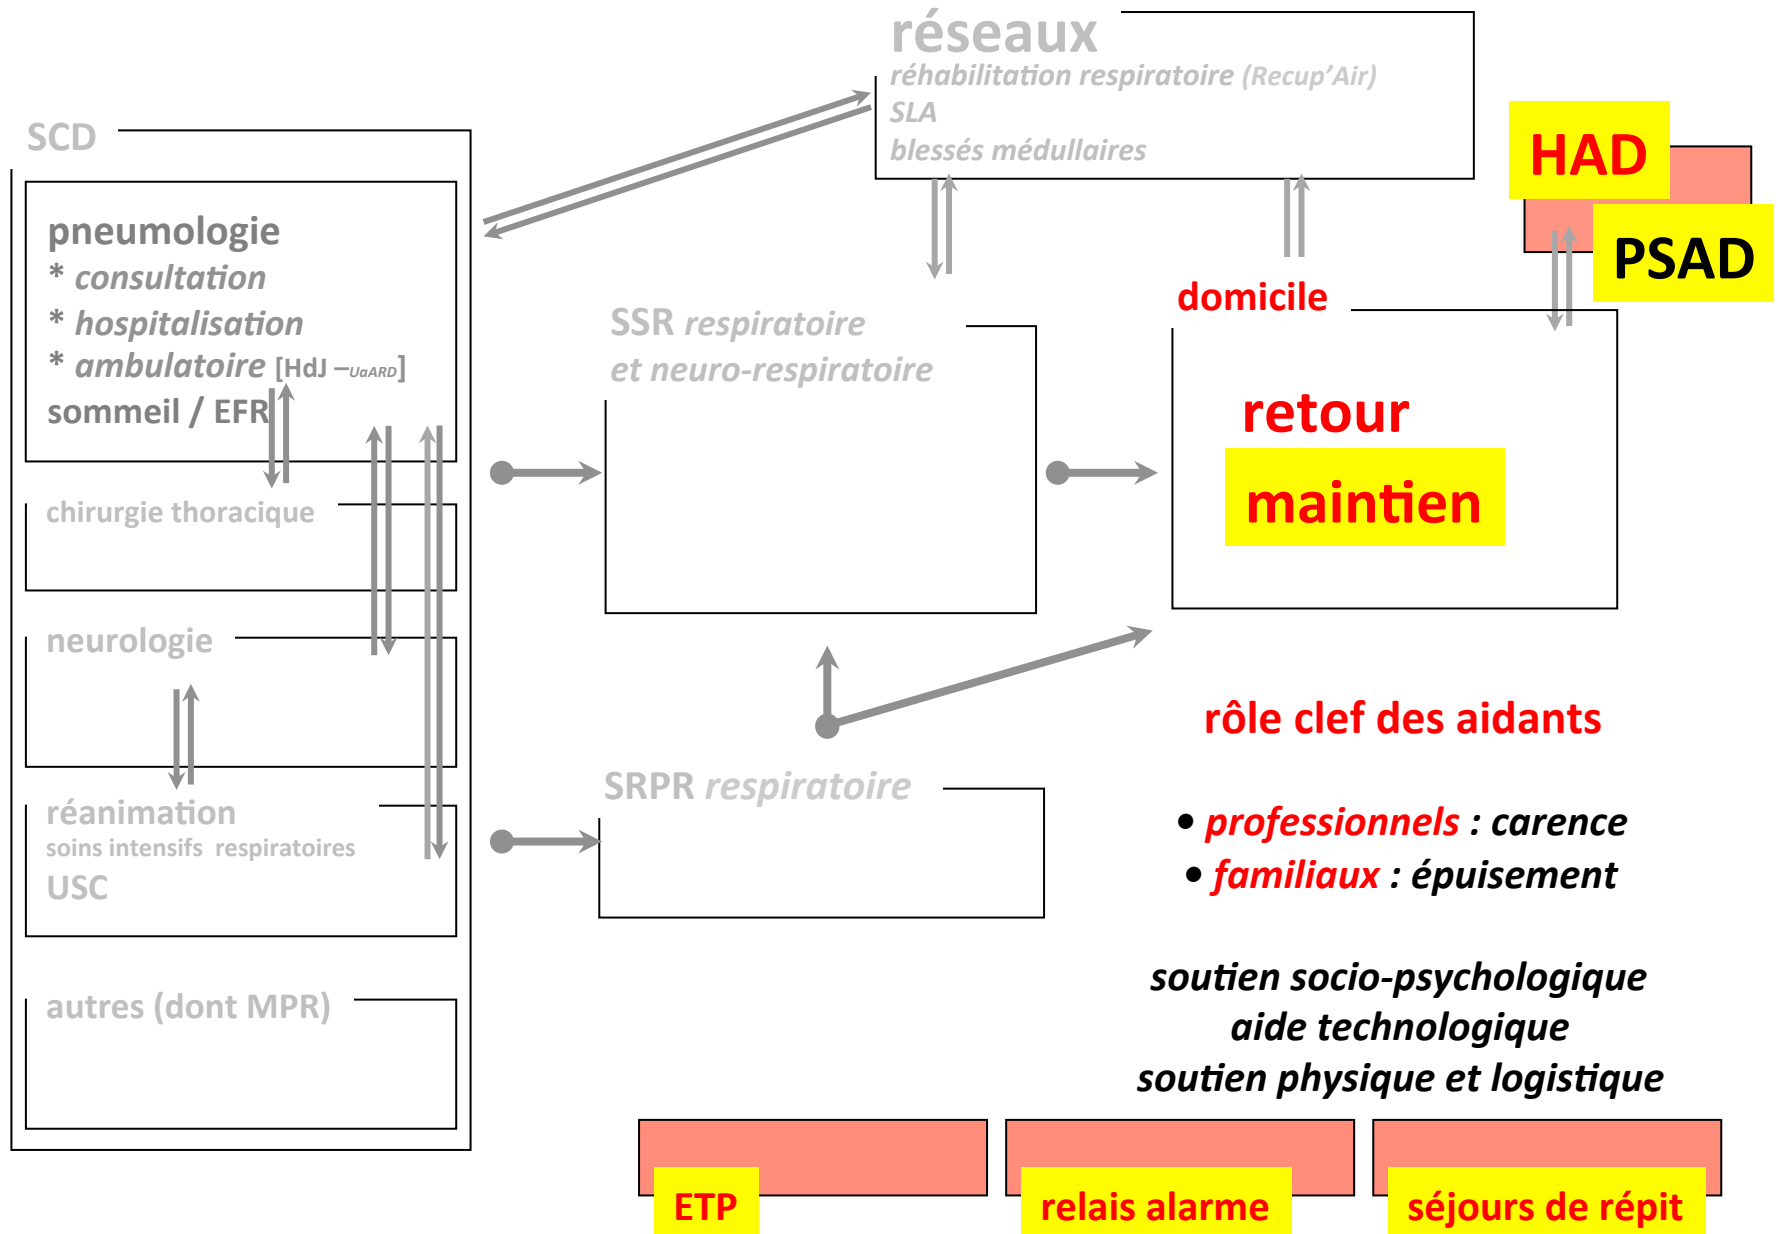 réseaux
réhabilitation respiratoire (Recup'Air)
SLA
blessés médullaires
SCD
pneumologie
* consultation
* hospitalisation
* ambulatoire [HdJ –UaARD]
sommeil / EFR
chirurgie thoracique
neurologie
réanimation
soins intensifs respiratoires
USC
autres (dont MPR)
SSR respiratoire
et neuro-respiratoire
SRPR respiratoire
HAD
PSAD
domicile
retour
maintien
rôle clef des aidants
• professionnels : carence
• familiaux : épuisement
soutien socio-psychologique
aide technologique
soutien physique et logistique
ETP
relais alarme
séjours de répit